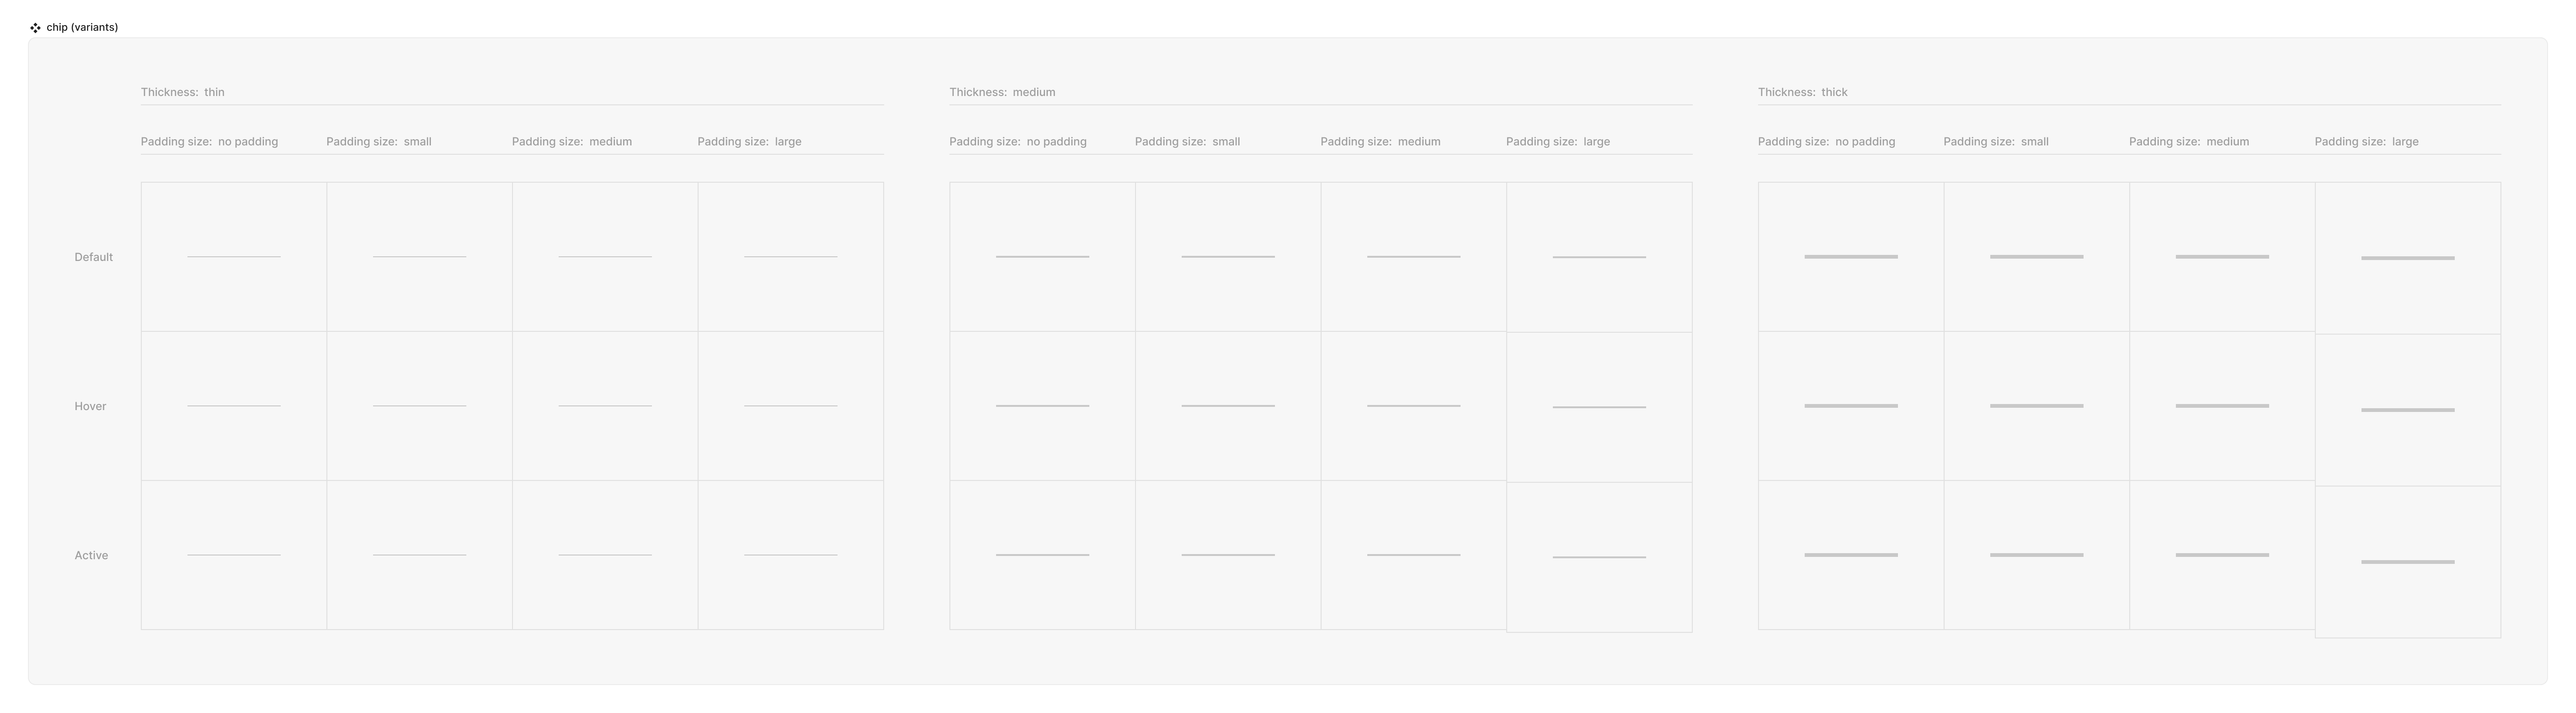 chip (variants)
Thickness: thin
Thickness: medium
Thickness: thick
Padding size: no padding
Padding size: small
Padding size: medium
Padding size: large
Padding size: no padding
Padding size: small
Padding size: medium
Padding size: large
Padding size: no padding
Padding size: small
Padding size: medium
Padding size: large
Default
Hover
Active